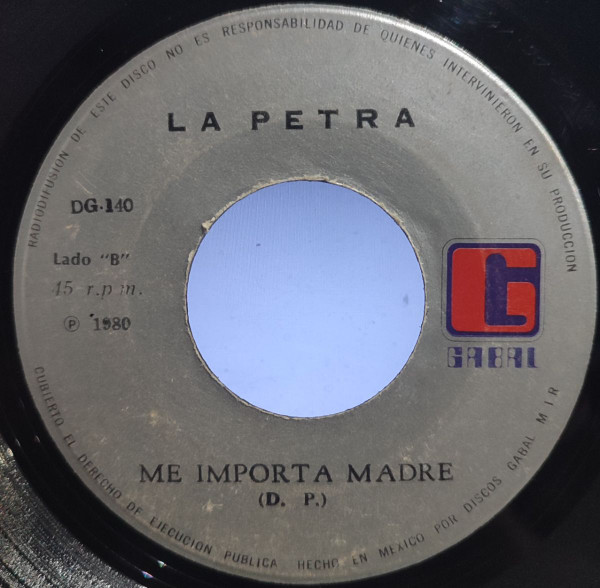 RADIODIFUSION DE ESTE DISCO NO ES RESPONSABILIDAD DE QUIENES INTERVINIERON EN SU PRODUCCION
LA PETRA
DG-140
Lado "B"
45 r.p.m.
℗ 1980
GABAL
ME IMPORTA MADRE
(D. P.)
CUBIERTO EL DERECHO DE EJECUCION PUBLICA HECHO EN MEXICO POR DISCOS GABAL M I R